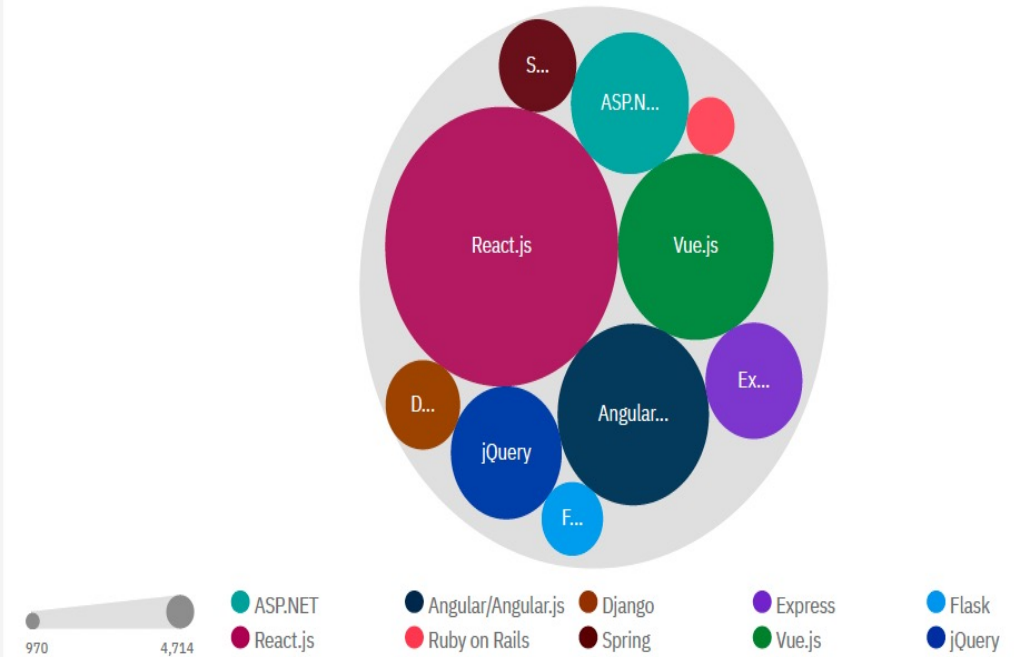 S...
ASP.N...
React.js
Vue.js
Ex...
D...
Angular...
jQuery
F...
ASP.NET
Angular/Angular.js
Django
Express
Flask
970
4,714
React.js
Ruby on Rails
Spring
Vue.js
jQuery